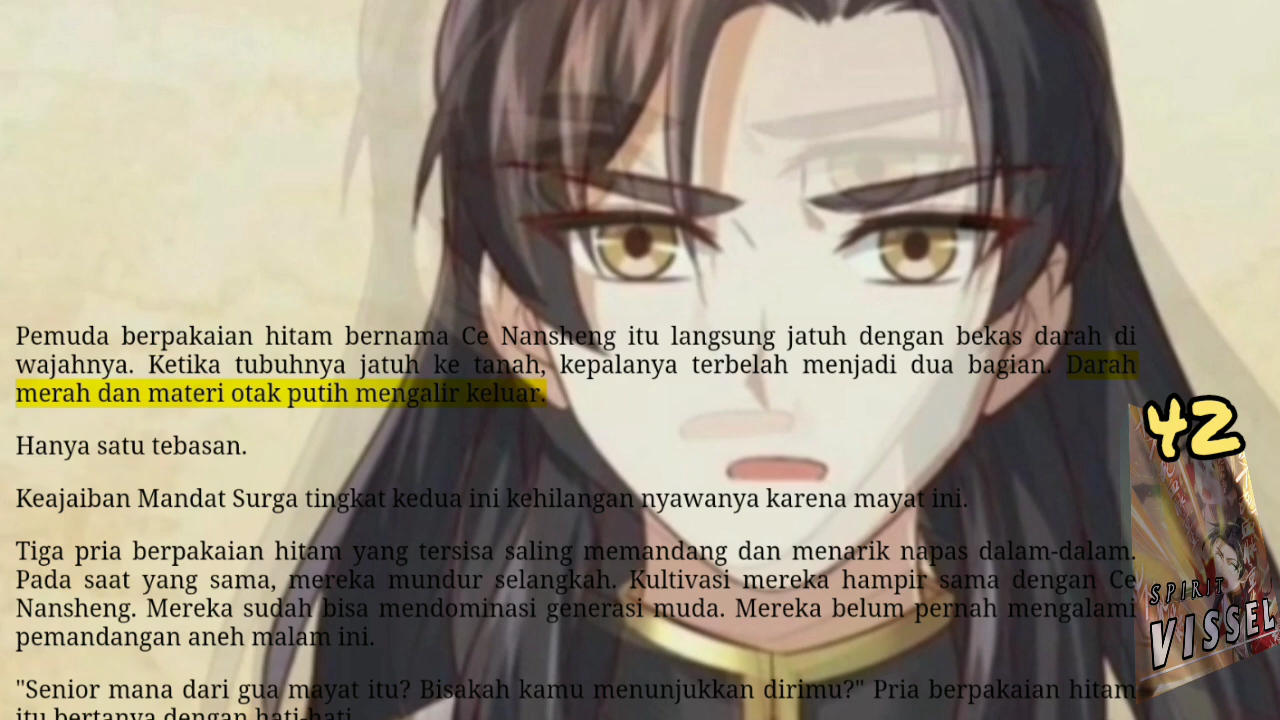 Pemuda berpakaian hitam bernama Ce Nansheng itu langsung jatuh dengan bekas darah di
wajahnya. Ketika tubuhnya jatuh ke tanah, kepalanya terbelah menjadi dua bagian. Darah
merah dan materi otak putih mengalir keluar.
Hanya satu tebasan.
Keajaiban Mandat Surga tingkat kedua ini kehilangan nyawanya karena mayat ini.
Tiga pria berpakaian hitam yang tersisa saling memandang dan menarik napas dalam-dalam.
Pada saat yang sama, mereka mundur selangkah. Kultivasi mereka hampir sama dengan Ce
Nansheng. Mereka sudah bisa mendominasi generasi muda. Mereka belum pernah mengalami
pemandangan aneh malam ini.
"Senior mana dari gua mayat itu? Bisakah kamu menunjukkan dirimu?" Pria berpakaian hitam
itu bertanya dengan hati-hati.
42
SPIRIT
VISSEL